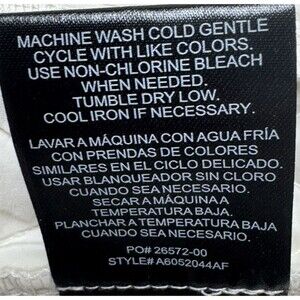 MACHINE WASH COLD GENTLE
CYCLE WITH LIKE COLORS.
USE NON-CHLORINE BLEACH
WHEN NEEDED.
TUMBLE DRY LOW.
COOL IRON IF NECESSARY.
LAVAR A MÁQUINA CON AGUA FRÍA
CON PRENDAS DE COLORES
SIMILARES EN EL CICLO DELICADO.
USAR BLANQUEADOR SIN CLORO
CUANDO SEA NECESARIO.
SECAR A MÁQUINA A
TEMPERATURA BAJA.
PLANCHAR A TEMPERATURA BAJA
CUANDO SEA NECESARIO.
PO# 26572-00
STYLE# A6052044AF